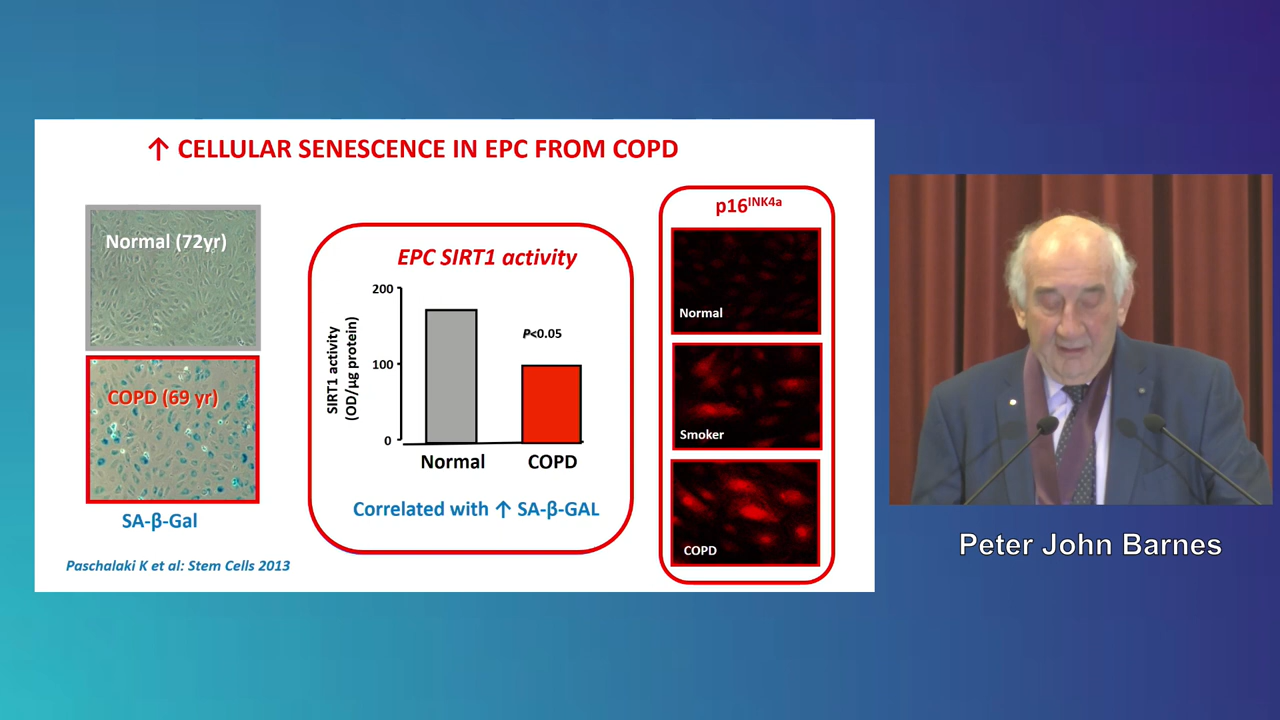 ↑ CELLULAR SENESCENCE IN EPC FROM COPD
Normal (72yr)
COPD (69 yr)
SA-β-Gal
Paschalaki K et al: Stem Cells 2013
EPC SIRT1 activity
SIRT1 activity
(OD/µg protein)
200
100
0
P<0.05
Normal
COPD
Correlated with ↑ SA-β-GAL
p16INK4a
Normal
Smoker
COPD
Peter John Barnes